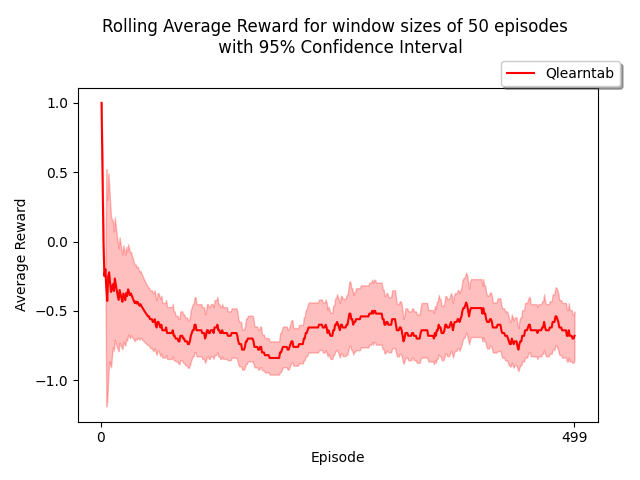 Rolling Average Reward for window sizes of 50 episodes
with 95% Confidence Interval
Qlearntab
1.0
0.5
0.0
−0.5
−1.0
Average Reward
0
499
Episode